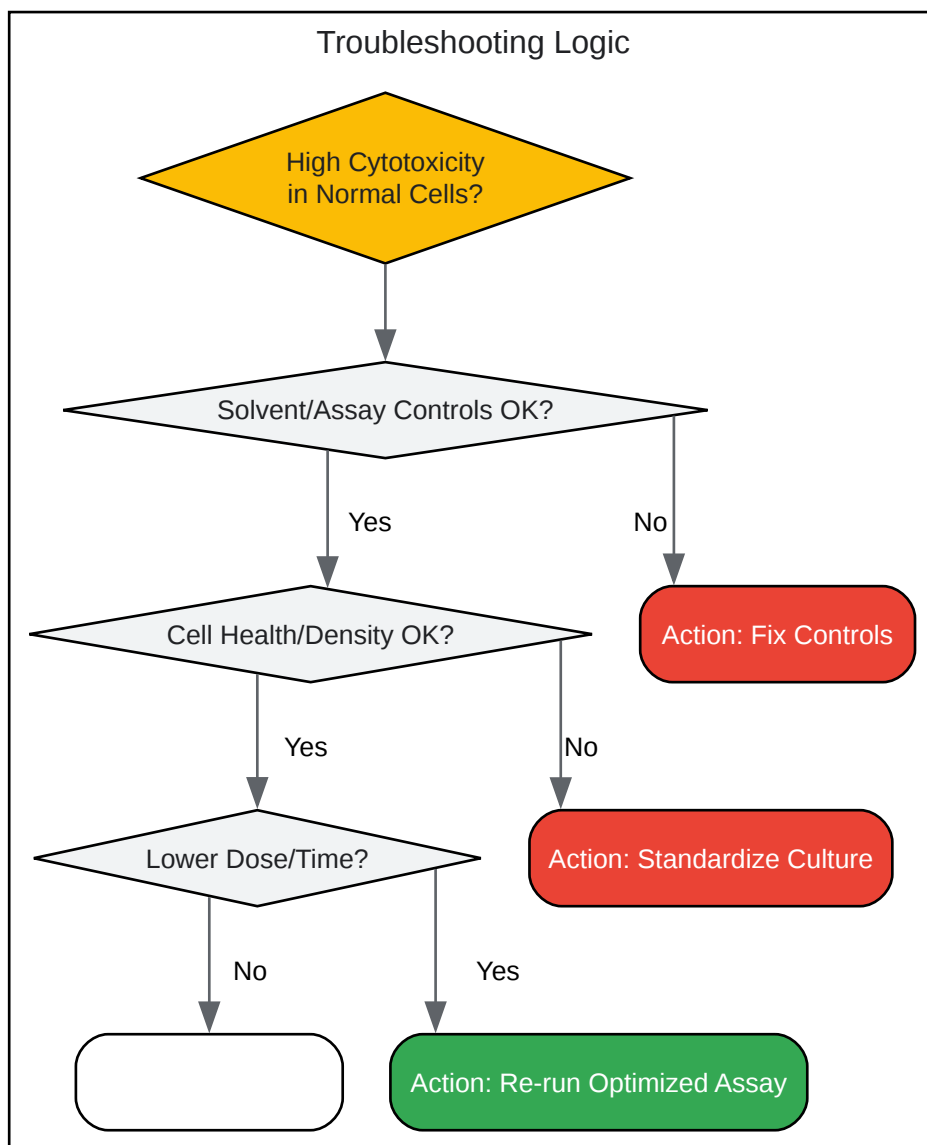 Troubleshooting Logic
High Cytotoxicity
in Normal Cells?
Solvent/Assay Controls OK?
Yes
No
Cell Health/Density OK?
Action: Fix Controls
Yes
No
Lower Dose/Time?
Action: Standardize Culture
No
Yes
Action: Re-run Optimized Assay